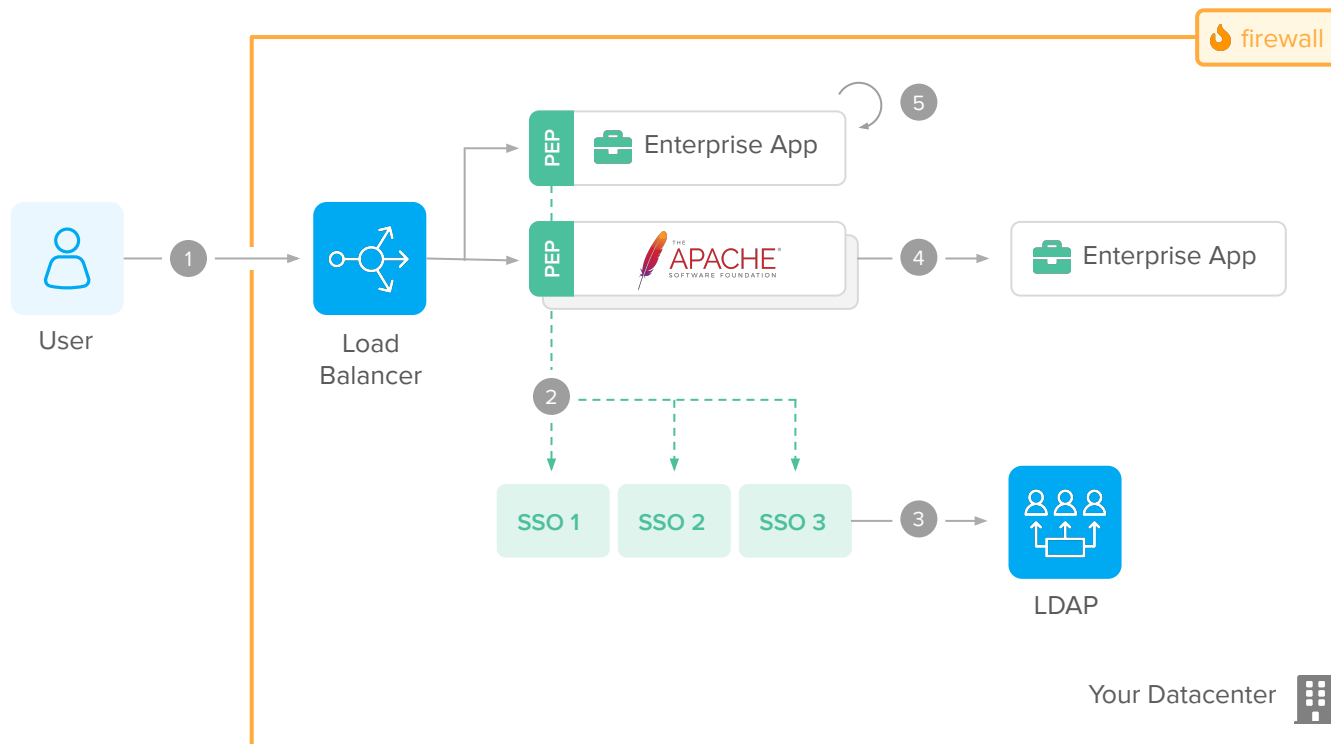 firewall
5
PEP
Enterprise App
1
PEP
THE
APACHE®
SOFTWARE FOUNDATION
4
Enterprise App
User
Load
Balancer
2
SSO 1
SSO 2
SSO 3
3
LDAP
Your Datacenter